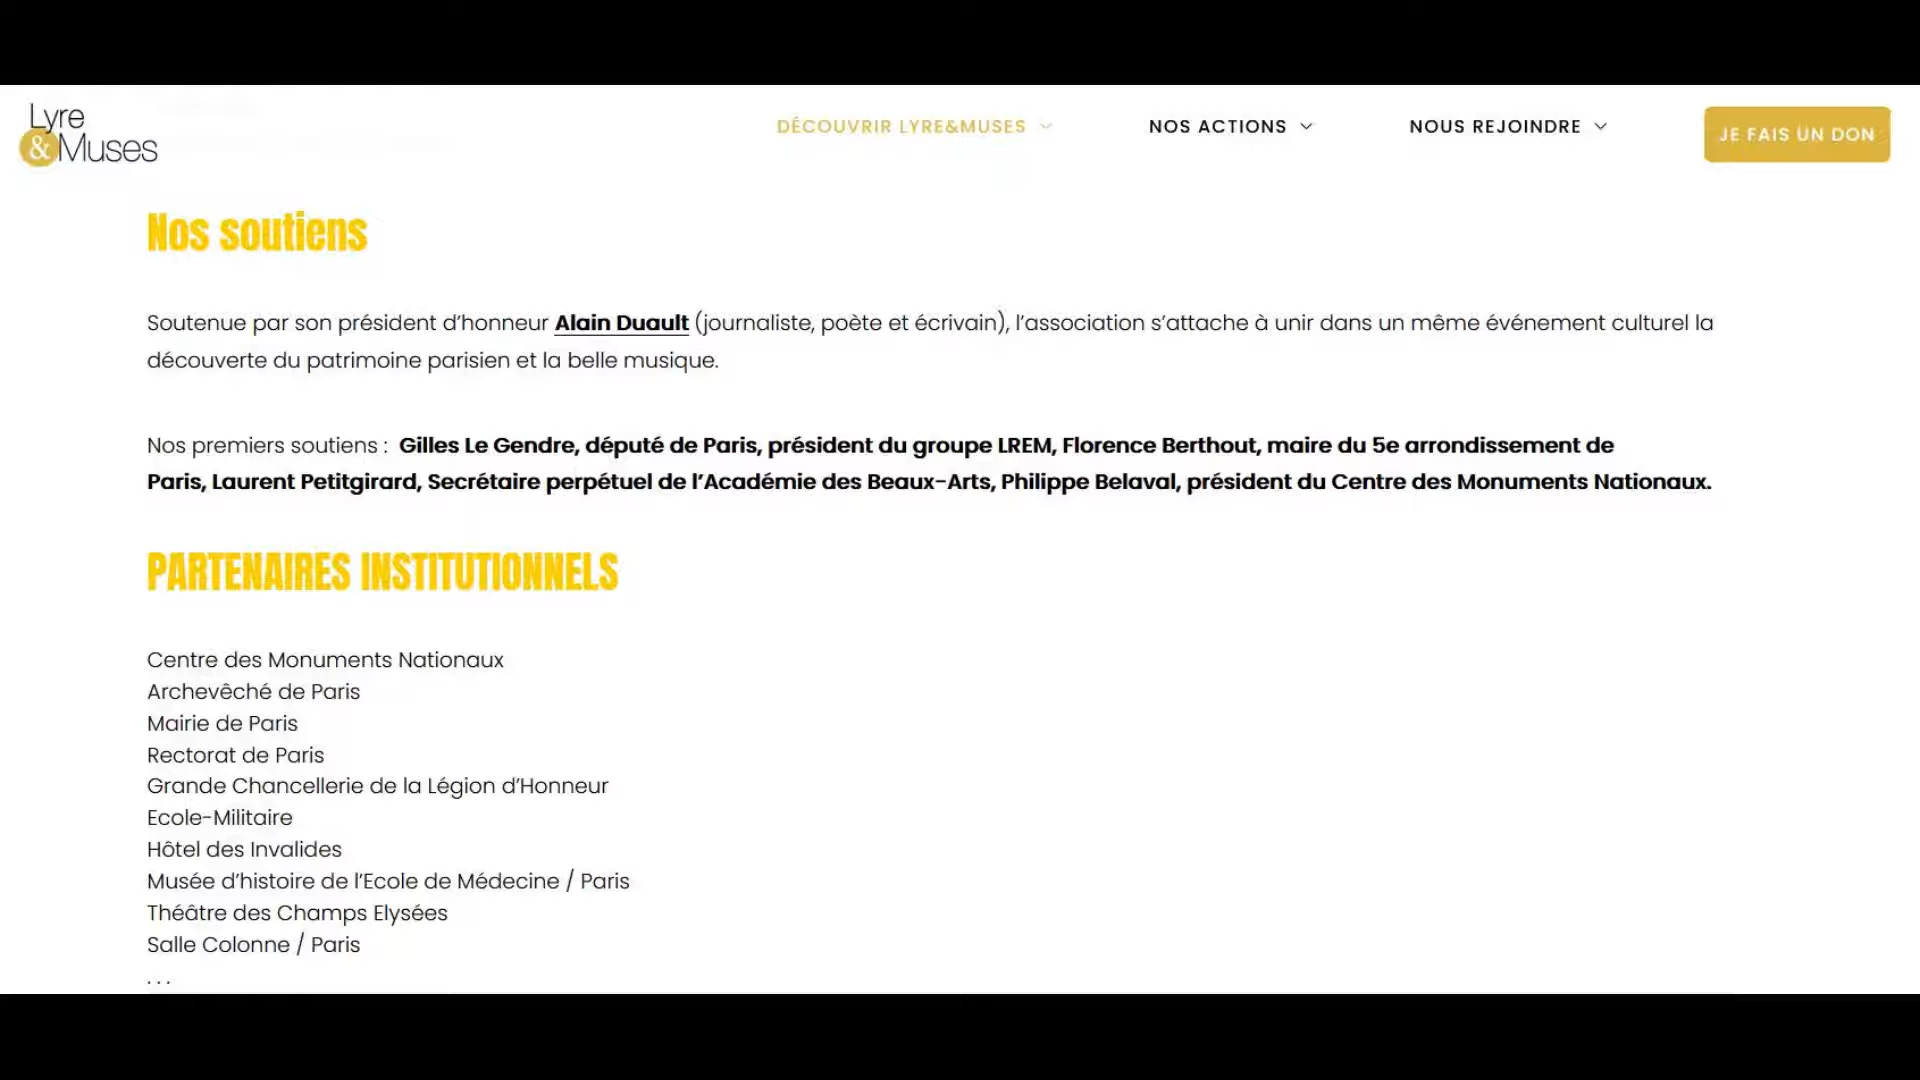 Lyre
&Muses
DÉCOUVRIR LYRE&MUSES
NOS ACTIONS
NOUS REJOINDRE
JE FAIS UN DON
Nos soutiens
Soutenue par son président d’honneur Alain Duault (journaliste, poète et écrivain), l’association s’attache à unir dans un même événement culturel la
découverte du patrimoine parisien et la belle musique.
Nos premiers soutiens : Gilles Le Gendre, député de Paris, président du groupe LREM, Florence Berthout, maire du 5e arrondissement de
Paris, Laurent Petitgirard, Secrétaire perpétuel de l’Académie des Beaux-Arts, Philippe Belaval, président du Centre des Monuments Nationaux.
PARTENAIRES INSTITUTIONNELS
Centre des Monuments Nationaux
Archevêché de Paris
Mairie de Paris
Rectorat de Paris
Grande Chancellerie de la Légion d’Honneur
Ecole-Militaire
Hôtel des Invalides
Musée d’histoire de l’Ecole de Médecine / Paris
Théâtre des Champs Elysées
Salle Colonne / Paris
. . .